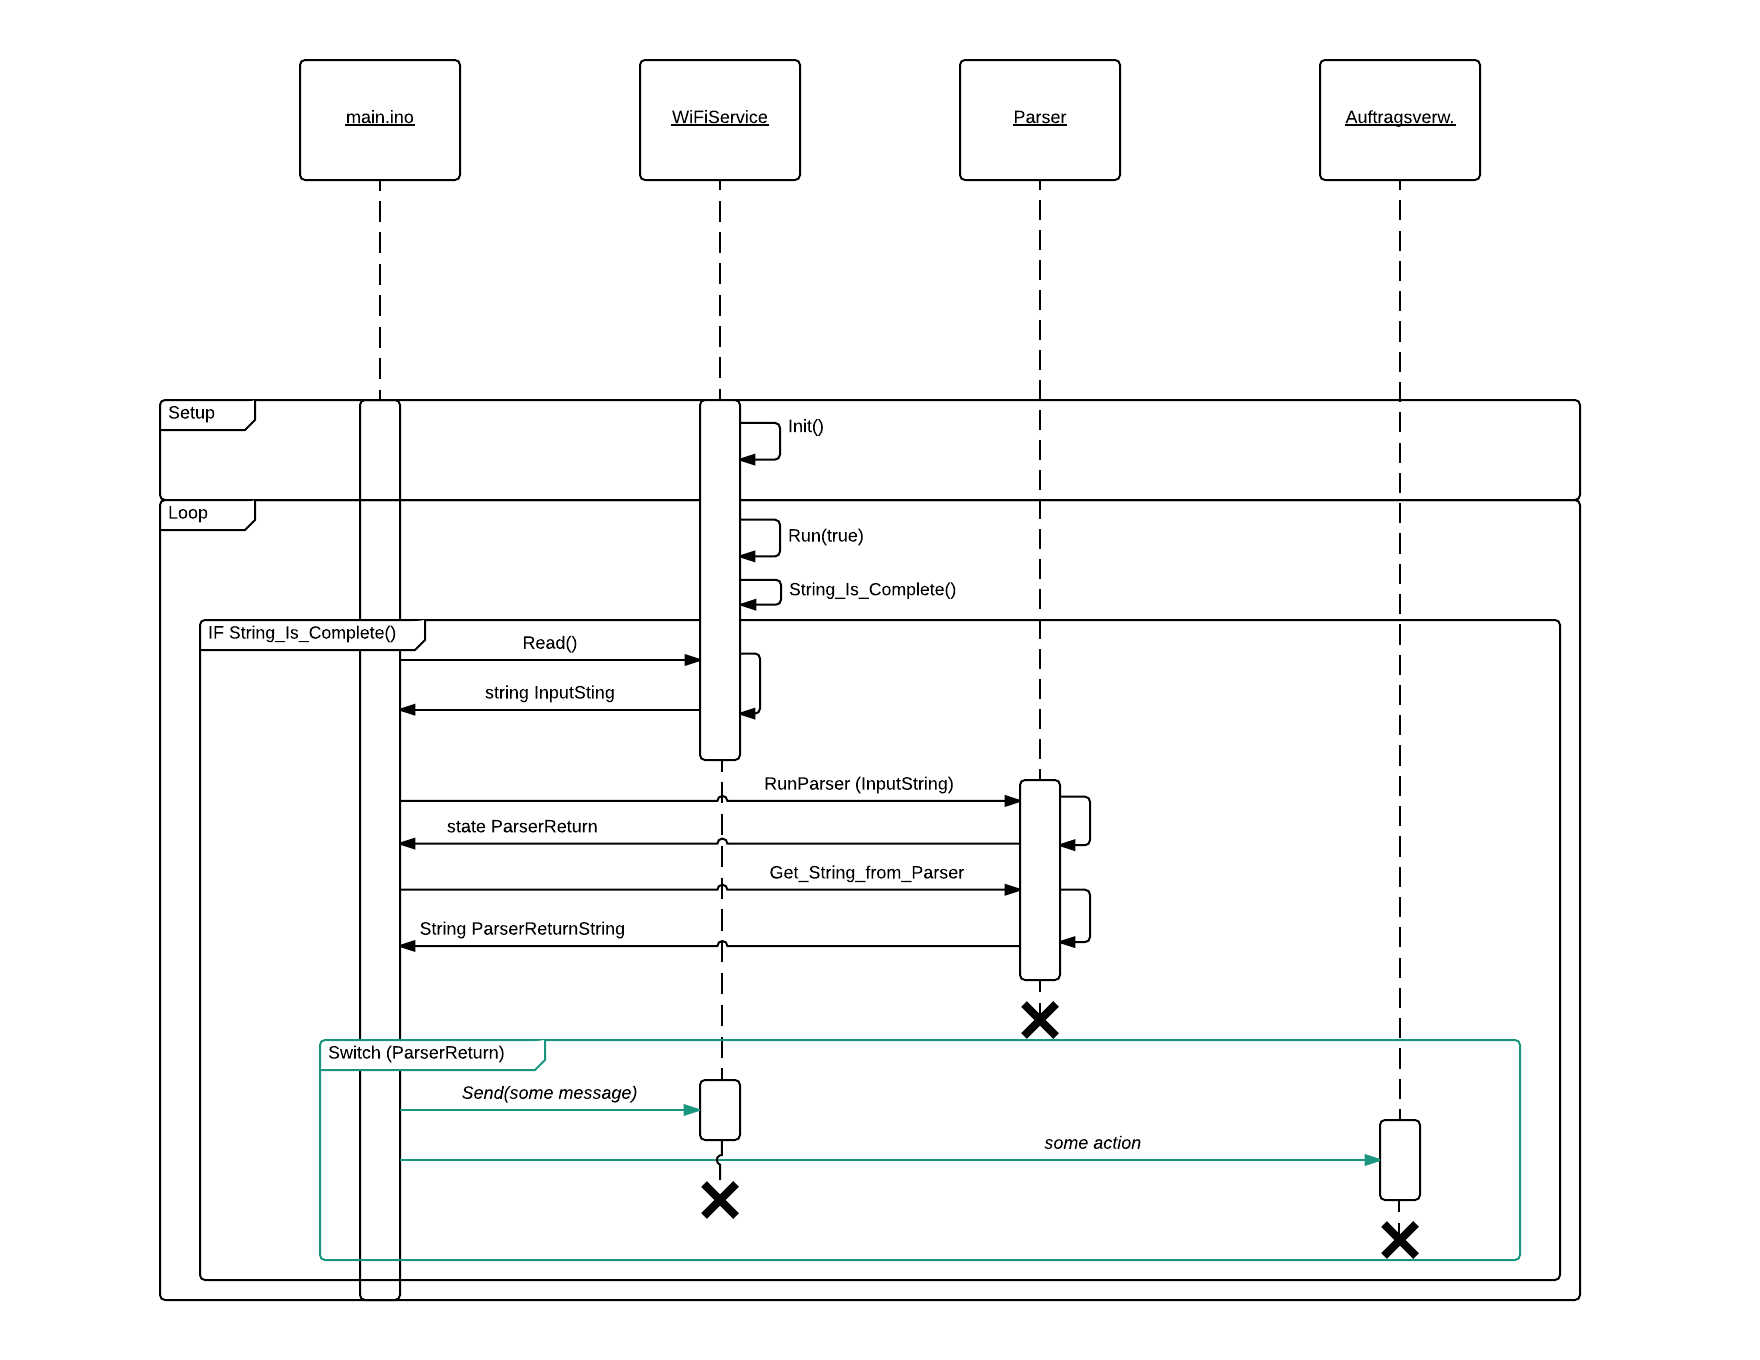 main.ino
WiFiService
Parser
Auftragsverw.
Setup
Init()
Loop
Run(true)
String_Is_Complete()
IF String_Is_Complete()
Read()
string InputSting
RunParser (InputString)
state ParserReturn
Get_String_from_Parser
String ParserReturnString
Switch (ParserReturn)
Send(some message)
some action